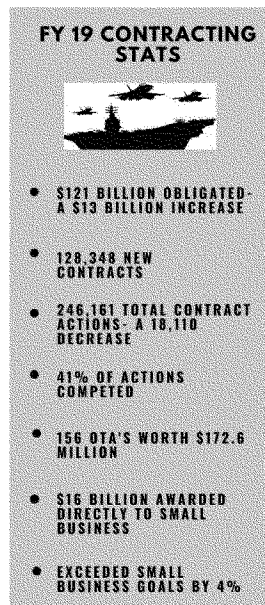 FY 19 CONTRACTING
STATS
$121 BILLION OBLIGATED-
A $13 BILLION INCREASE
128,348 NEW
CONTRACTS
246,161 TOTAL CONTRACT
ACTIONS- A 18,110
DECREASE
41% OF ACTIONS
COMPETED
156 OTA'S WORTH $172.6
MILLION
$16 BILLION AWARDED
DIRECTLY TO SMALL
BUSINESS
EXCEEDED SMALL
BUSINESS GOALS BY 4%